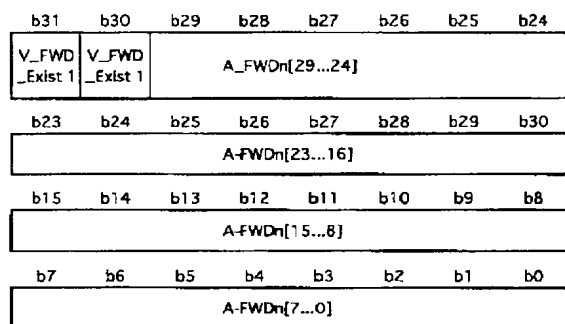 b31 b30 b29 b28 b27 b26 b25 b24
V_FWD V_FWD
_Exist 1 _Exist 1 A_FWDn[29...24]
b23 b24 b25 b26 b27 b28 b29 b30
A-FWDn[23...16]
b15 b14 b13 b12 b11 b10 b9 b8
A-FWDn[15...8]
b7 b6 b5 b4 b3 b2 b1 b0
A-FWDn[7...0]